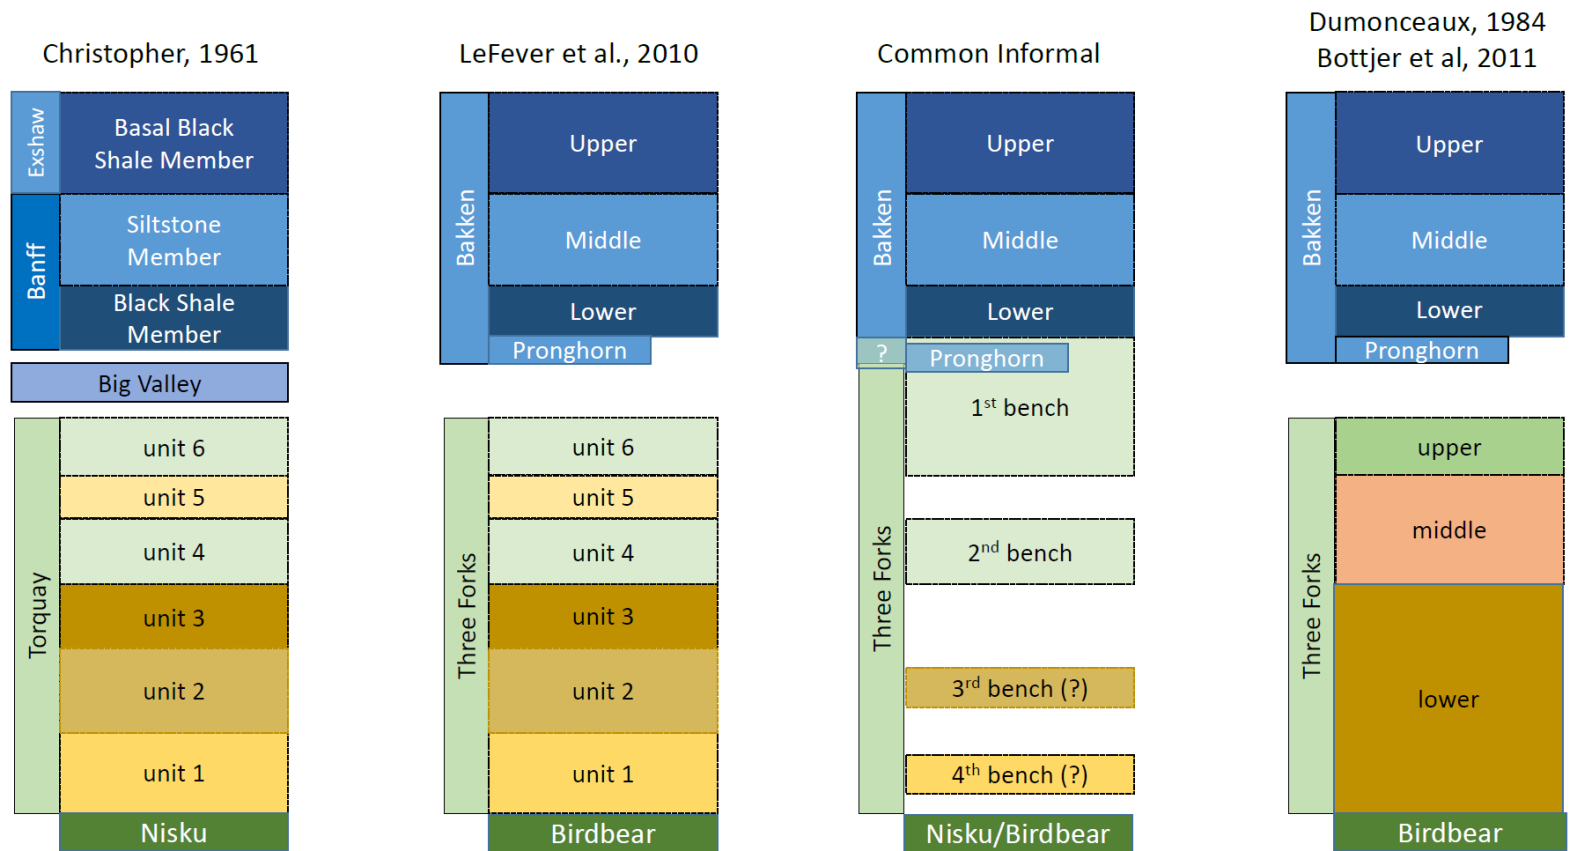 Christopher, 1961
Exshaw
Basal Black
Shale Member
Banff
Siltstone
Member
Black Shale
Member
Big Valley
Torquay
unit 6
unit 5
unit 4
unit 3
unit 2
unit 1
Nisku
LeFever et al., 2010
Bakken
Upper
Middle
Lower
Pronghorn
Three Forks
unit 6
unit 5
unit 4
unit 3
unit 2
unit 1
Birdbear
Common Informal
Bakken
Upper
Middle
Lower
?
Pronghorn
Three Forks
1st bench
2nd bench
3rd bench (?)
4th bench (?)
Nisku/Birdbear
Dumonceaux, 1984
Bottjer et al, 2011
Bakken
Upper
Middle
Lower
Pronghorn
Three Forks
upper
middle
lower
Birdbear